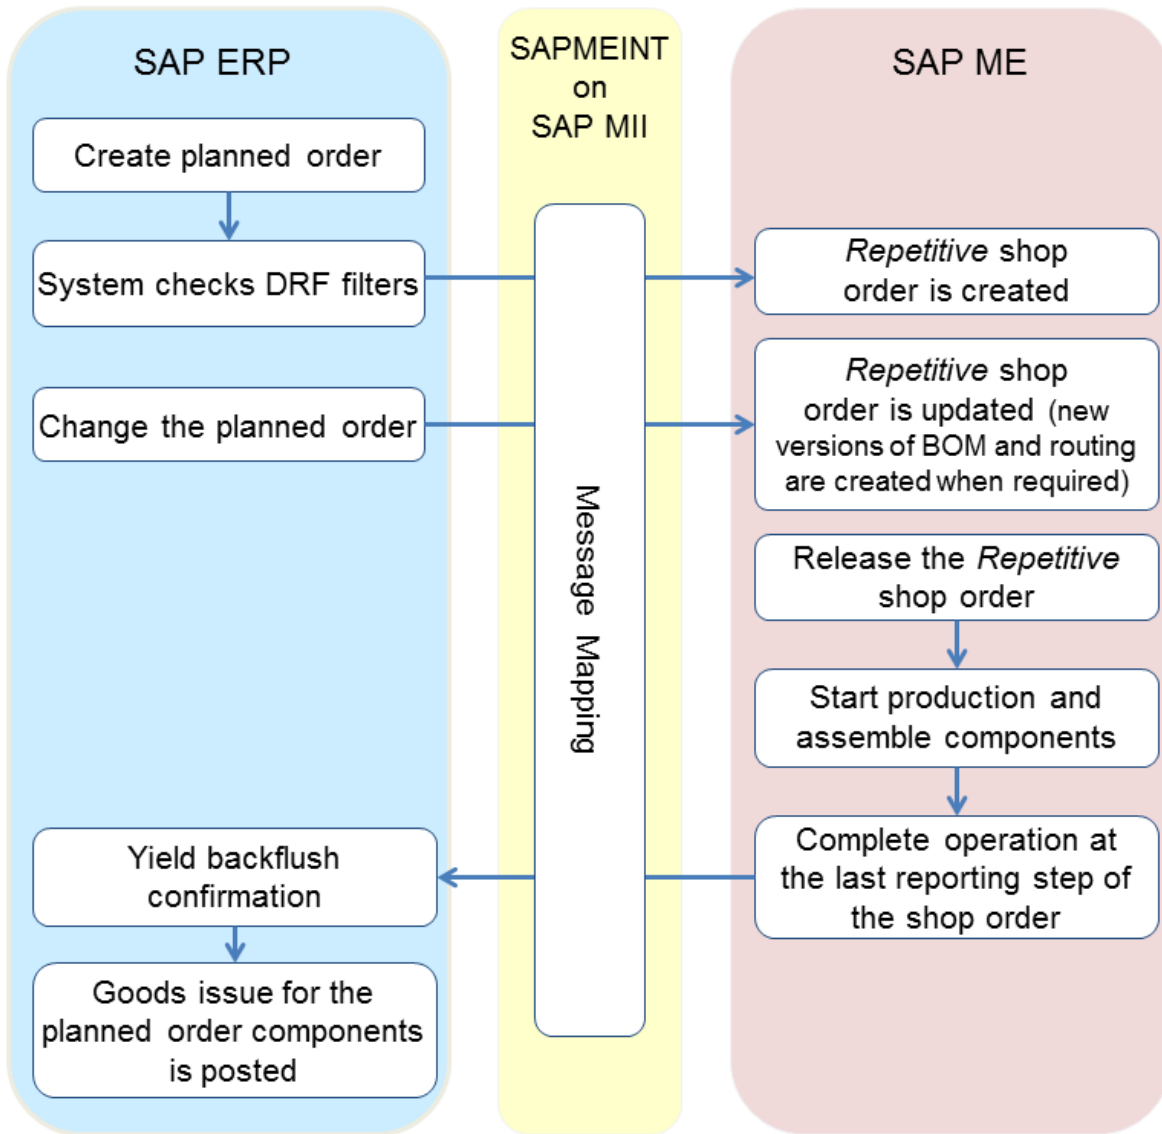 SAP ERP
Create planned order
System checks DRF filters
Change the planned order
Yield backflush
confirmation
Goods issue for the
planned order components
is posted
SAPMEINT
on
SAP MII
Message Mapping
SAP ME
Repetitive shop
order is created
Repetitive shop
order is updated (new
versions of BOM and routing
are created when required)
Release the Repetitive
shop order
Start production and
assemble components
Complete operation at
the last reporting step of
the shop order